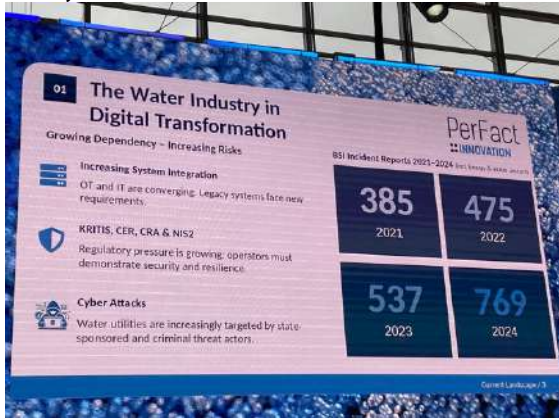 01
The Water Industry in
Digital Transformation
Growing Dependency – Increasing Risks
PerFact
INNOVATION
BSI Incident Reports 2021–2024
Increasing System Integration
OT and IT are converging. Legacy systems face new
requirements.
KRITIS, CER, CRA & NIS2
Regulatory pressure is growing: operators must
demonstrate security and resilience.
Cyber Attacks
Water utilities are increasingly targeted by state-
sponsored and criminal threat actors.
385
2021
475
2022
537
2023
769
2024
Current Landscape / 3